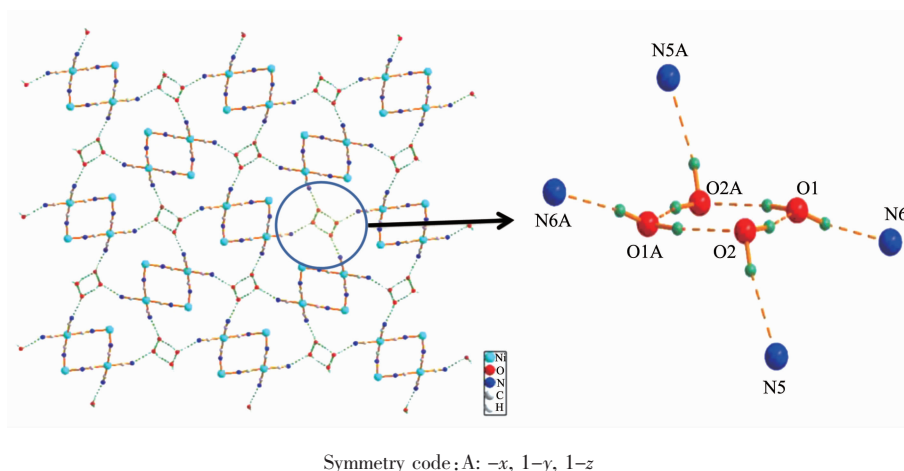 N5A
O2A
O1
N6A
N6
O1A
O2
Ni
O
N
C
H
N5
Symmetry code: A: -x, 1-y, 1-z